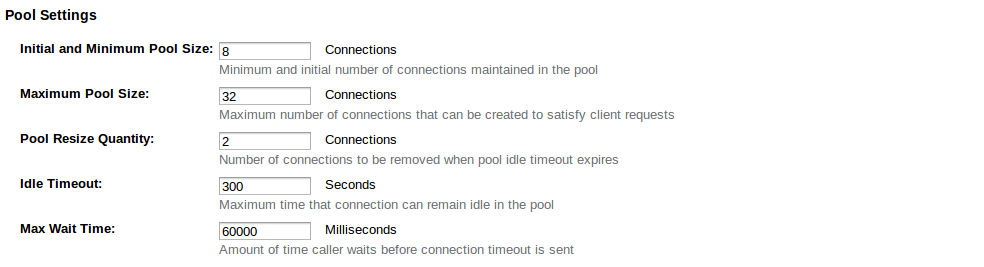 Pool Settings
Initial and Minimum Pool Size: 8 Connections
Minimum and initial number of connections maintained in the pool
Maximum Pool Size: 32 Connections
Maximum number of connections that can be created to satisfy client requests
Pool Resize Quantity: 2 Connections
Number of connections to be removed when pool idle timeout expires
Idle Timeout: 300 Seconds
Maximum time that connection can remain idle in the pool
Max Wait Time: 60000 Milliseconds
Amount of time caller waits before connection timeout is sent